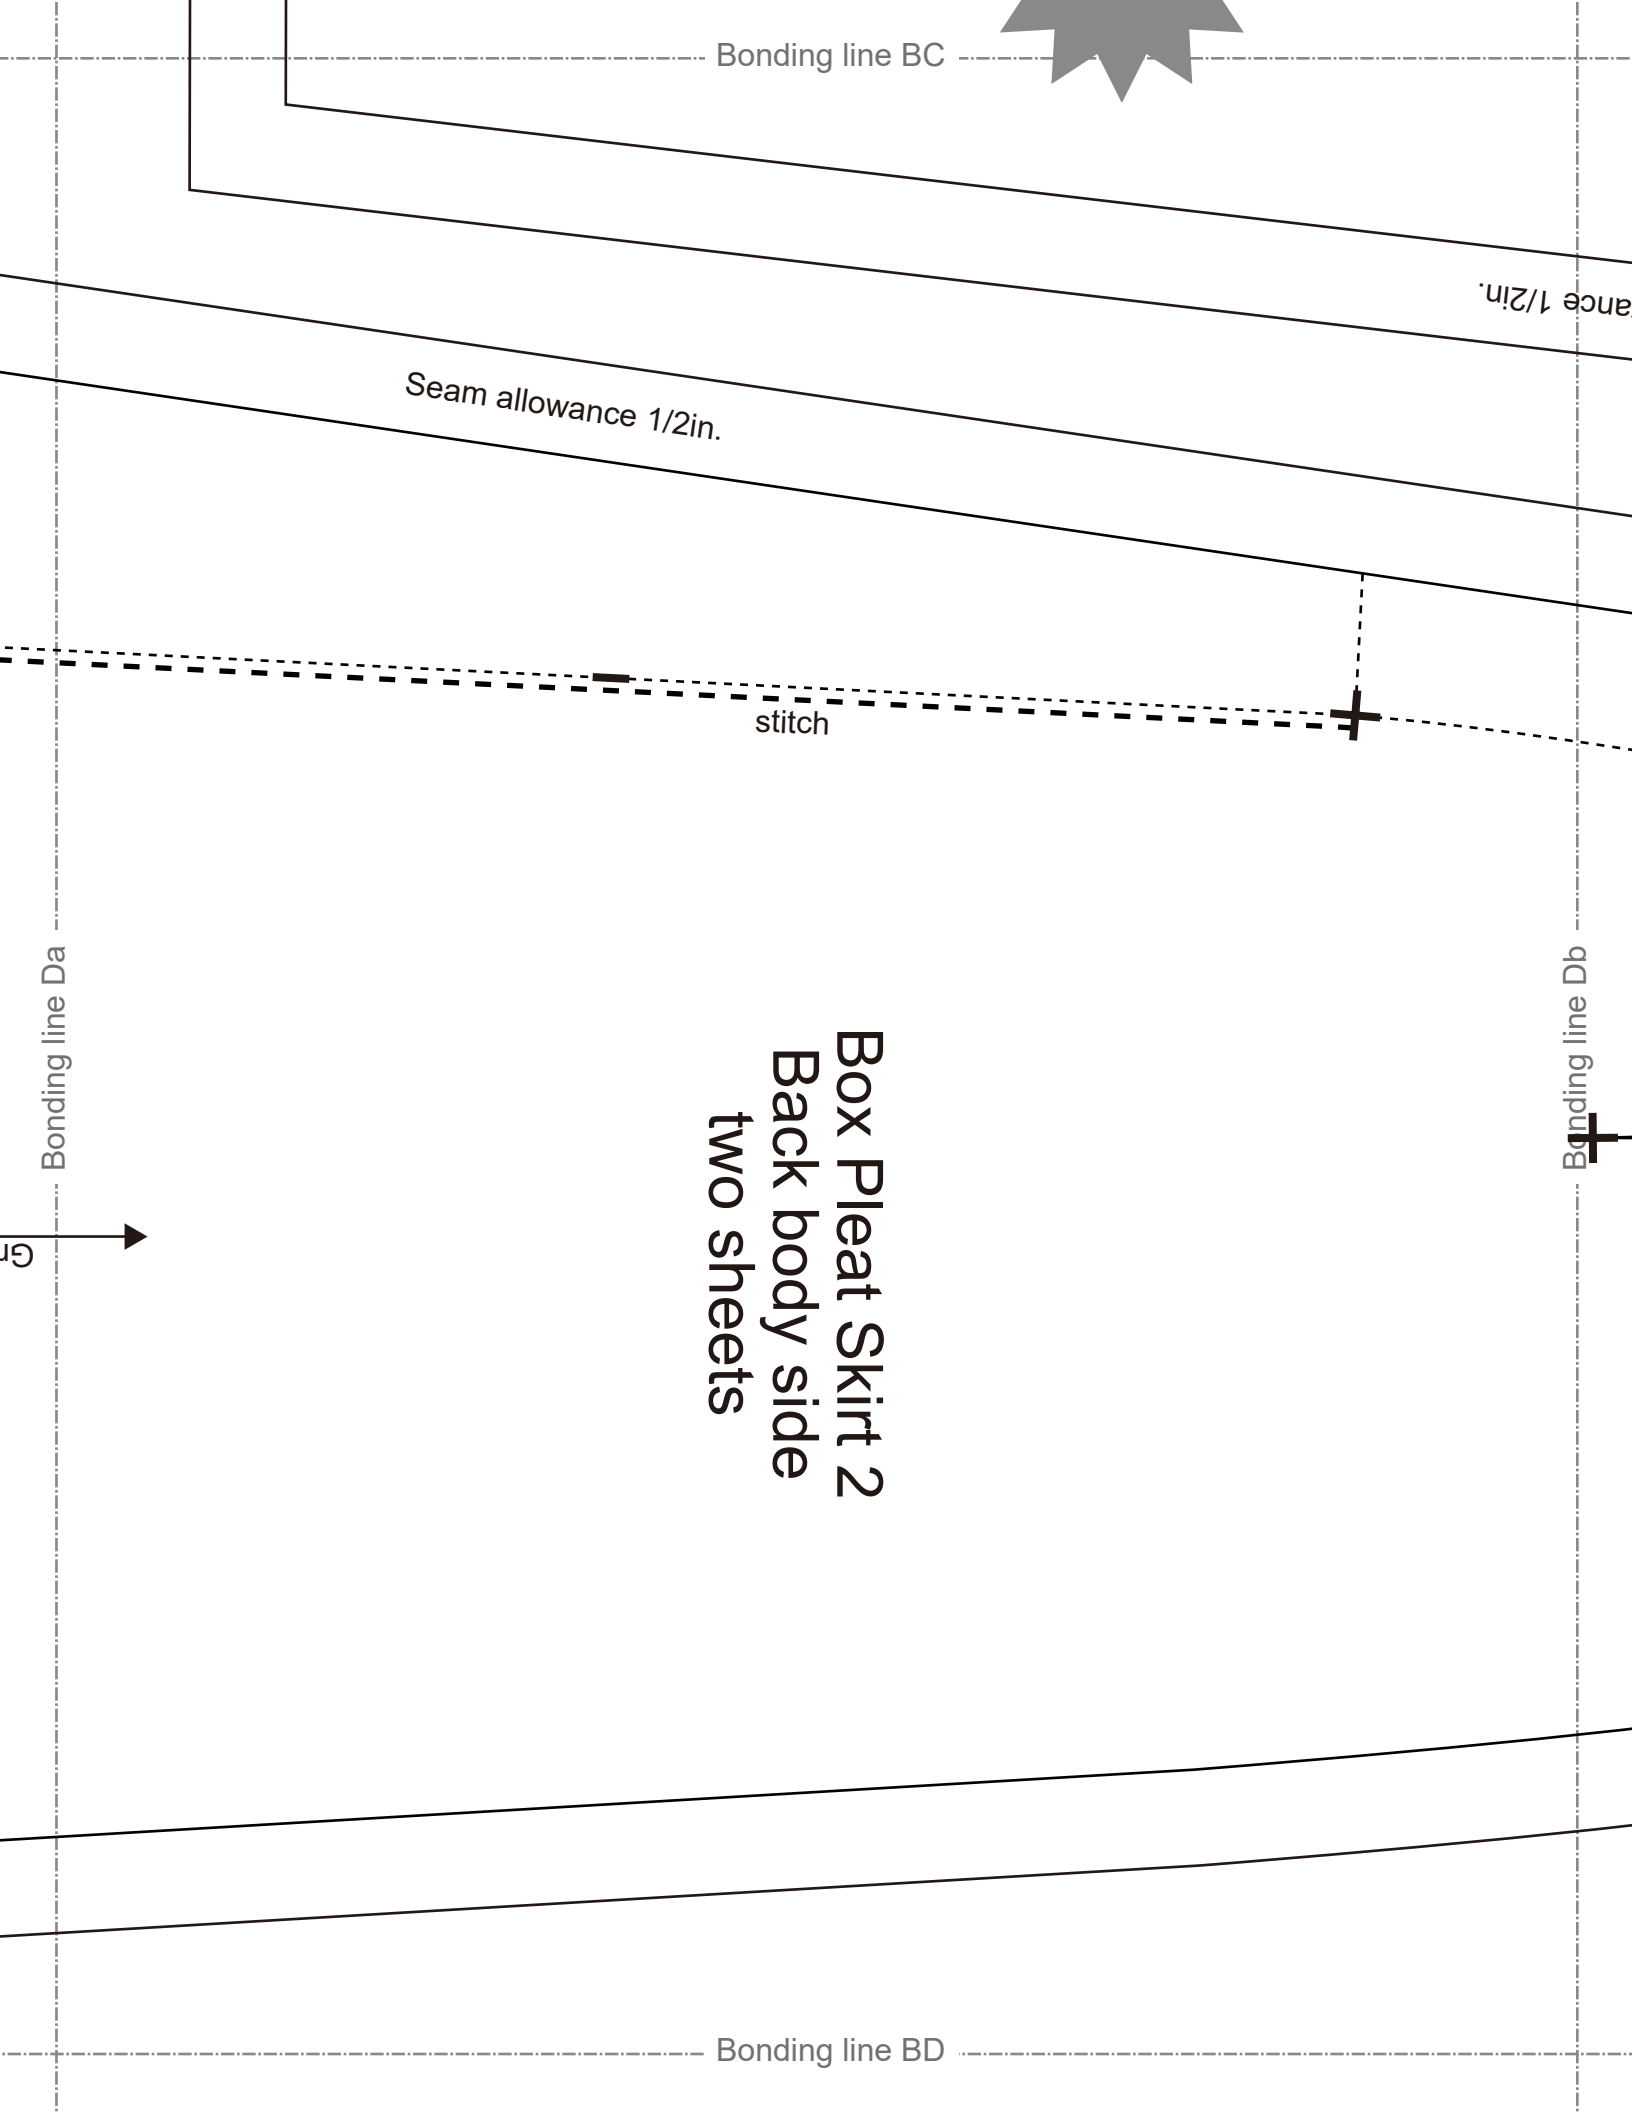 Bonding line BC
1/2in.
Seam allowance 1/2in.
stitch
Bonding line Da
Bonding line Db
Box Pleat Skirt 2
Back body side
two sheets
Bonding line BD